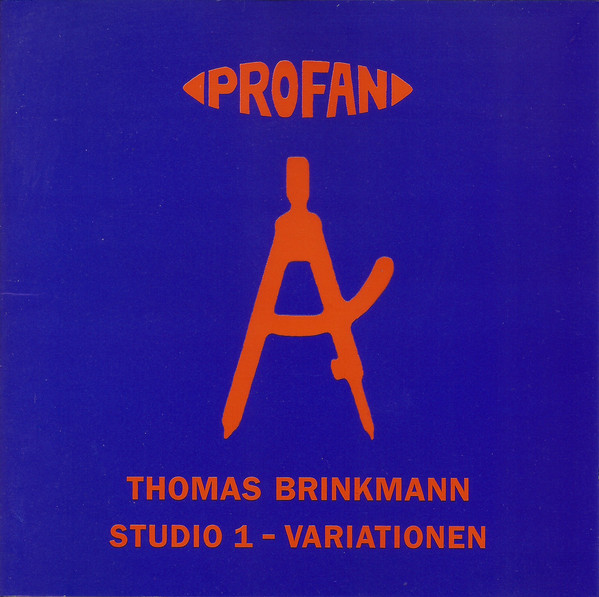 PROFAN
THOMAS BRINKMANN
STUDIO 1 – VARIATIONEN